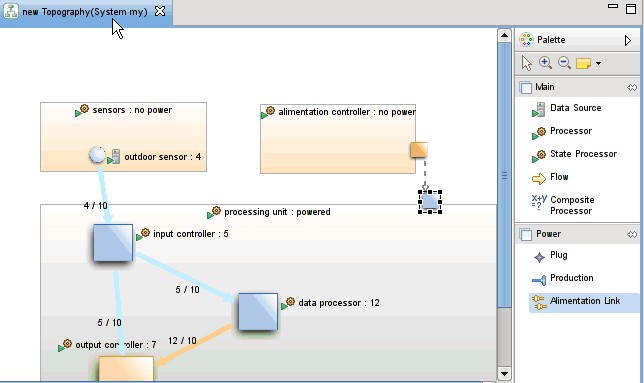 new Topography(System my)
Palette
Main
Data Source
Processor
State Processor
Flow
Composite
Processor
Power
Plug
Production
Alimentation Link
sensors : no power
outdoor sensor : 4
alimentation controller : no power
4 / 10
processing unit : powered
input controller : 5
5 / 10
data processor : 12
5 / 10
12 / 10
output controller : 7